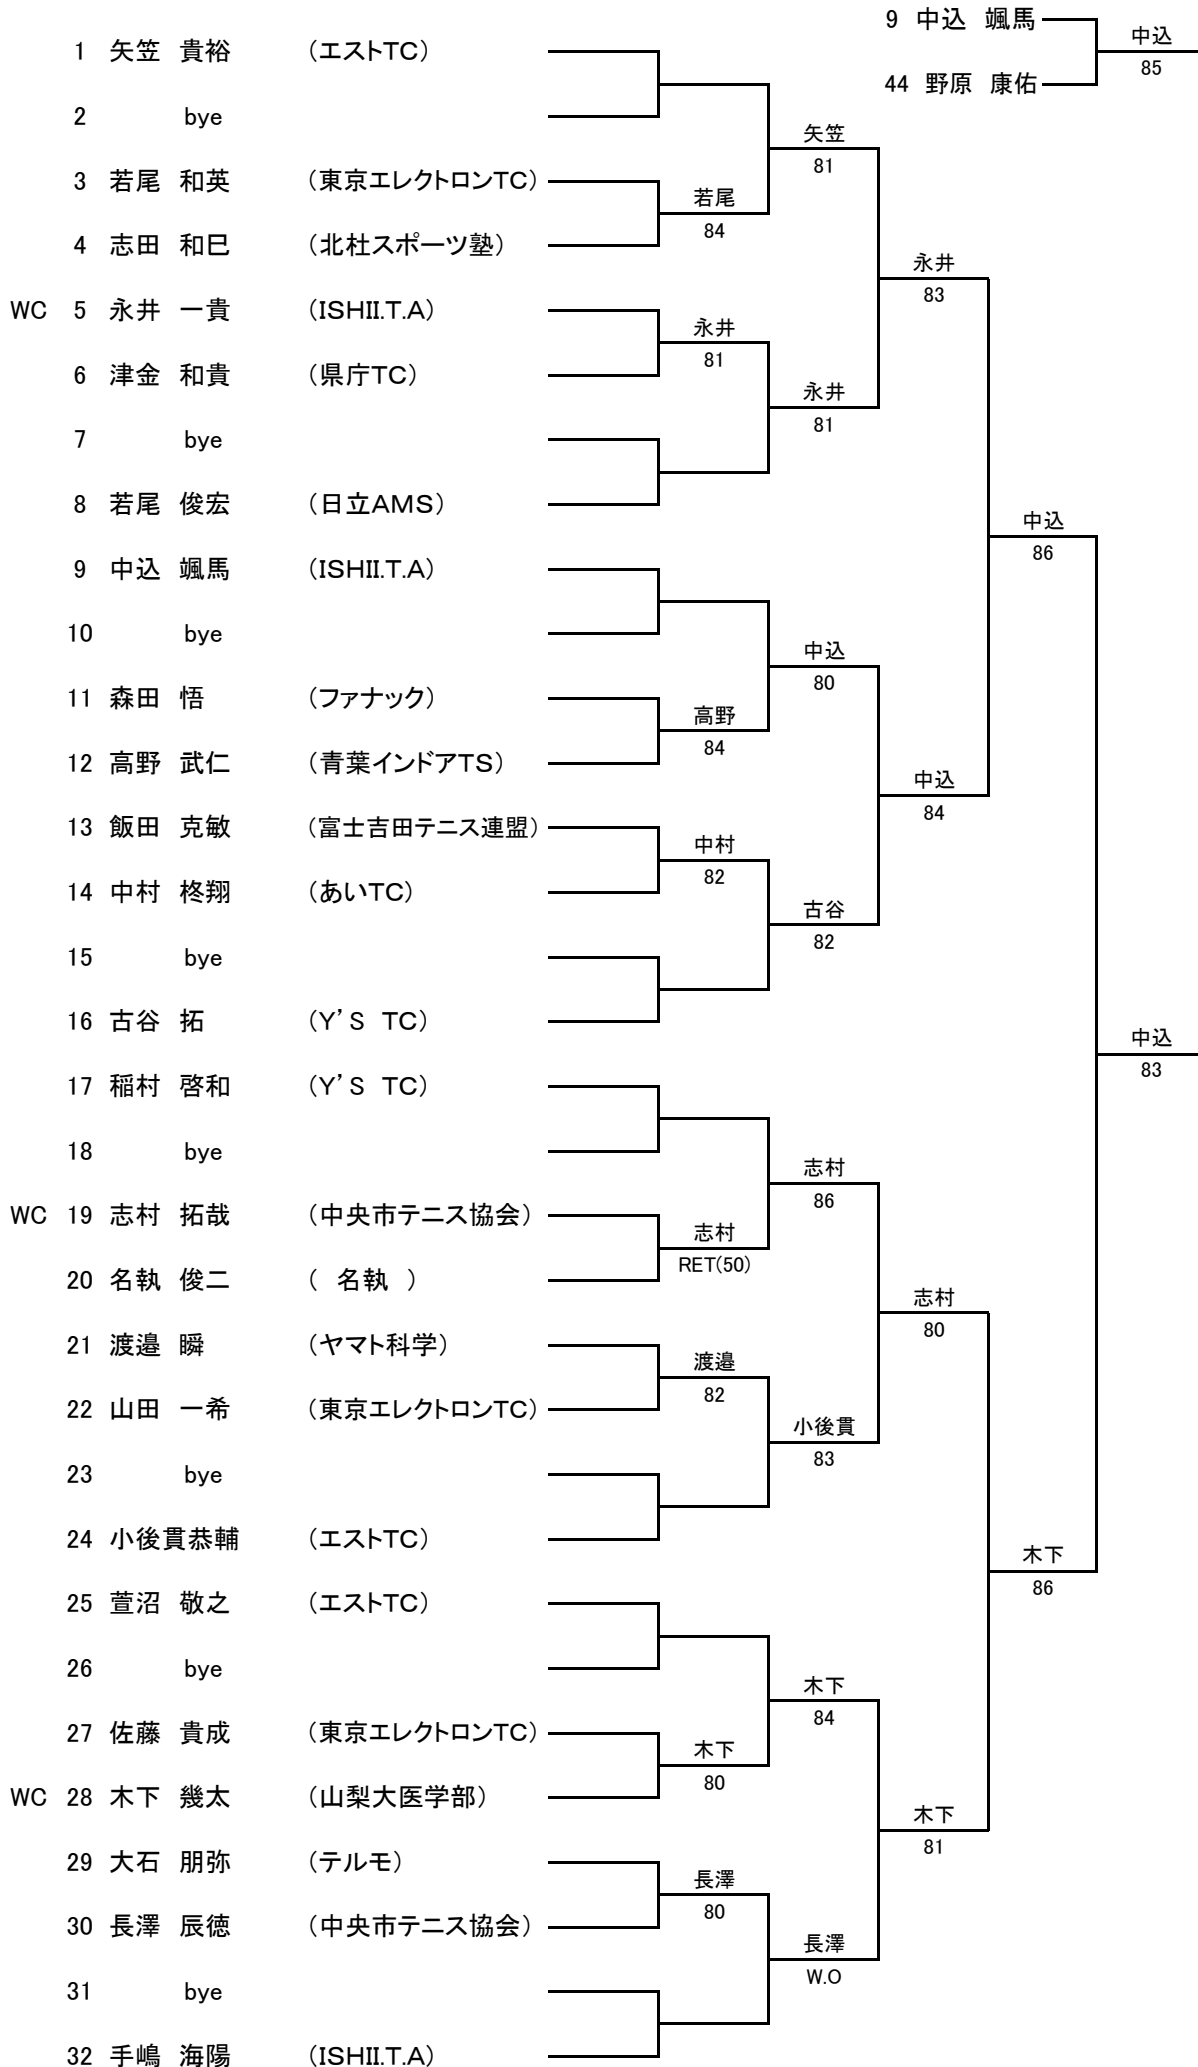 9 中込 颯馬
中込
1 矢笠 貴裕 (エストTC)
85
44 野原 康佑
2 bye
矢笠
81
3 若尾 和英 (東京エレクトロンTC)
若尾
84
4 志田 和巳 (北杜スポーツ塾)
永井
83
WC 5 永井 一貴 (ISHII.T.A)
永井
81
6 津金 和貴 (県庁TC)
永井
81
7 bye
8 若尾 俊宏 (日立AMS)
中込
86
9 中込 颯馬 (ISHII.T.A)
10 bye
中込
80
11 森田 悟 (ファナック)
高野
84
12 高野 武仁 (青葉インドアTS)
中込
84
13 飯田 克敏 (富士吉田テニス連盟)
中村
82
14 中村 柊翔 (あいTC)
古谷
82
15 bye
16 古谷 拓 (Y'S TC)
中込
83
17 稲村 啓和 (Y'S TC)
18 bye
志村
86
WC 19 志村 拓哉 (中央市テニス協会)
志村
RET(50)
20 名執 俊二 ( 名執 )
志村
80
21 渡邉 瞬 (ヤマト科学)
渡邉
82
22 山田 一希 (東京エレクトロンTC)
小後貫
83
23 bye
24 小後貫恭輔 (エストTC)
木下
86
25 萱沼 敬之 (エストTC)
26 bye
木下
84
27 佐藤 貴成 (東京エレクトロンTC)
木下
80
WC 28 木下 幾太 (山梨大医学部)
木下
81
29 大石 朋弥 (テルモ)
長澤
80
30 長澤 辰徳 (中央市テニス協会)
長澤
W.O
31 bye
32 手嶋 海陽 (ISHII.T.A)